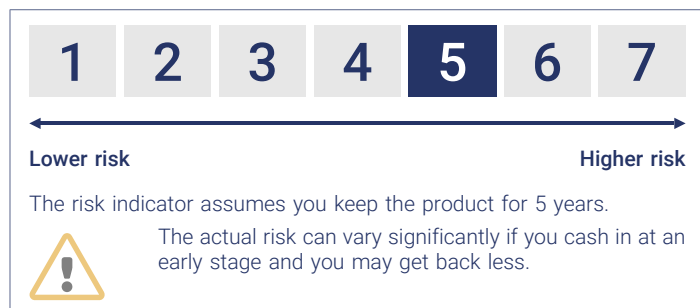 1 2 3 4 5 6 7
Lower risk Higher risk
The risk indicator assumes you keep the product for 5 years.
The actual risk can vary significantly if you cash in at an
early stage and you may get back less.